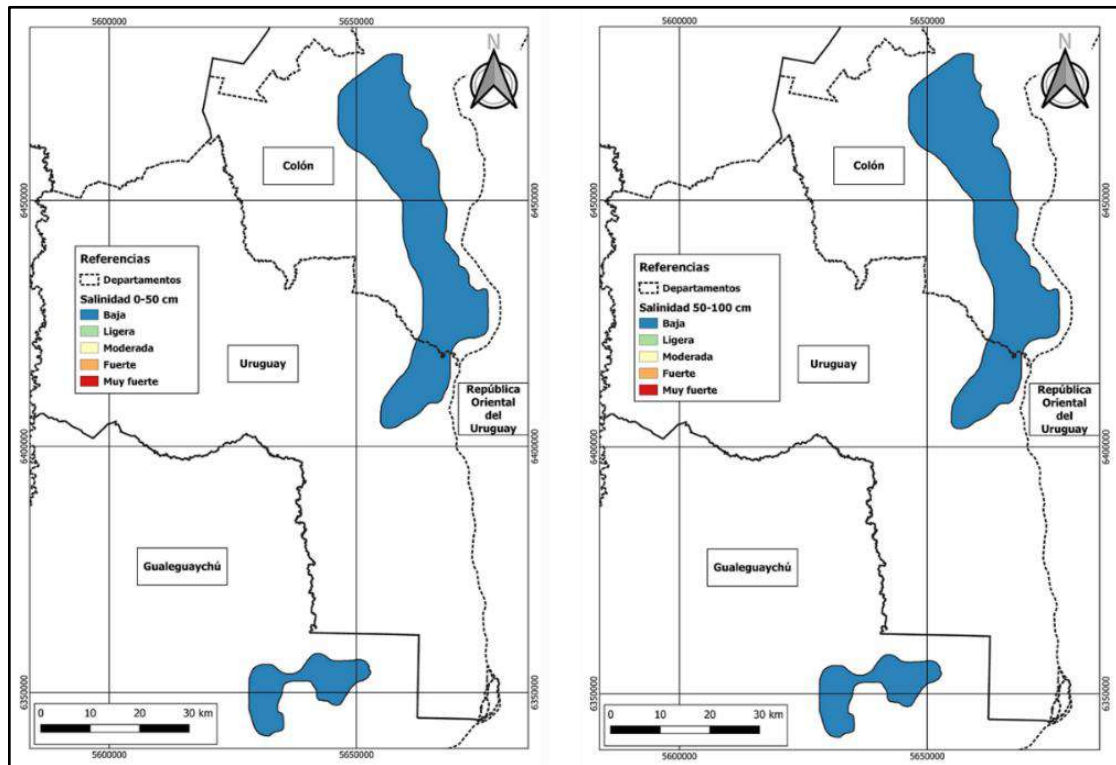 5600000
5650000
N
Colón
6450000
6450000
Referencias
Departamentos
Salinidad 0-50 cm
Baja
Ligera
Moderada
Fuerte
Muy fuerte
Uruguay
República
Oriental
del
Uruguay
6400000
6400000
Gualeguaychú
6350000
6350000
0 10 20 30 km
5600000
5650000
5600000
5650000
N
Colón
6450000
6450000
Referencias
Departamentos
Salinidad 50-100 cm
Baja
Ligera
Moderada
Fuerte
Muy fuerte
Uruguay
República
Oriental
del
Uruguay
6400000
6400000
Gualeguaychú
6350000
6350000
0 10 20 30 km
5600000
5650000